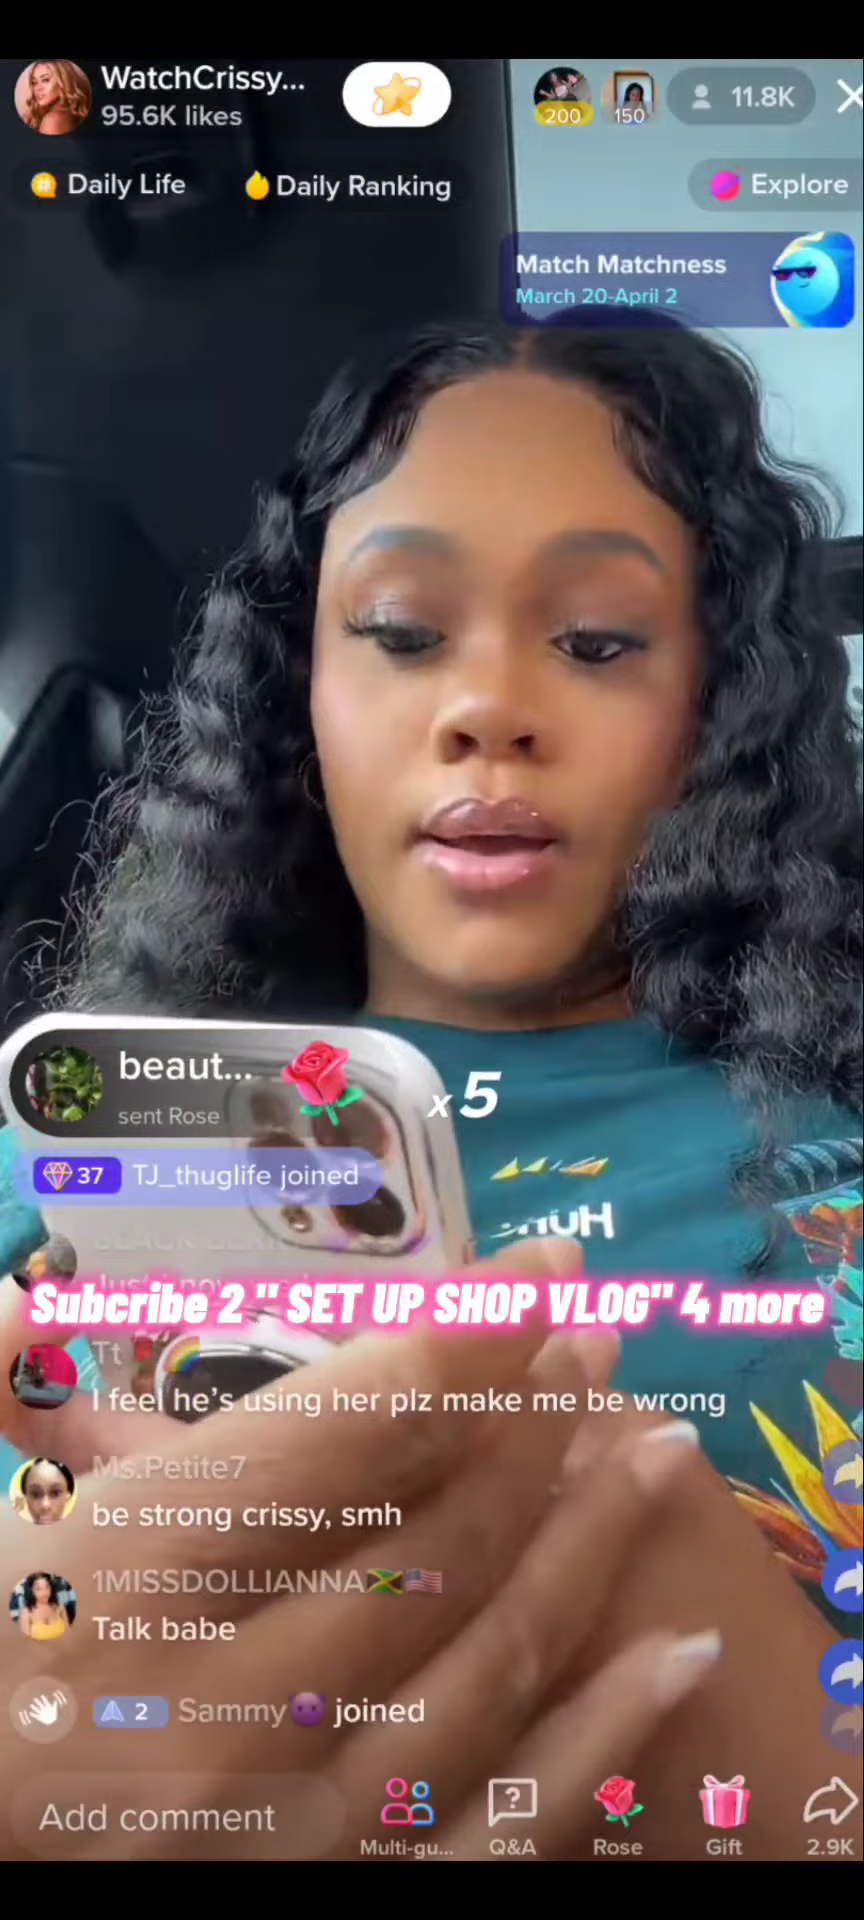 WatchCrissy...
95.6K likes
200
150
11.8K
Daily Life
Daily Ranking
Explore
Match Matchness
March 20-April 2
beaut...
sent Rose
x5
37 TJ_thuglife joined
Subcribe 2 " SET UP SHOP VLOG" 4 more
Tt
I feel he's using her plz make me be wrong
Ms.Petite7
be strong crissy, smh
1MISSDOLLIANNA🇯🇲🇺🇸
Talk babe
2 Sammy😈 joined
Add comment
Multi-gu...
Q&A
Rose
Gift
2.9K